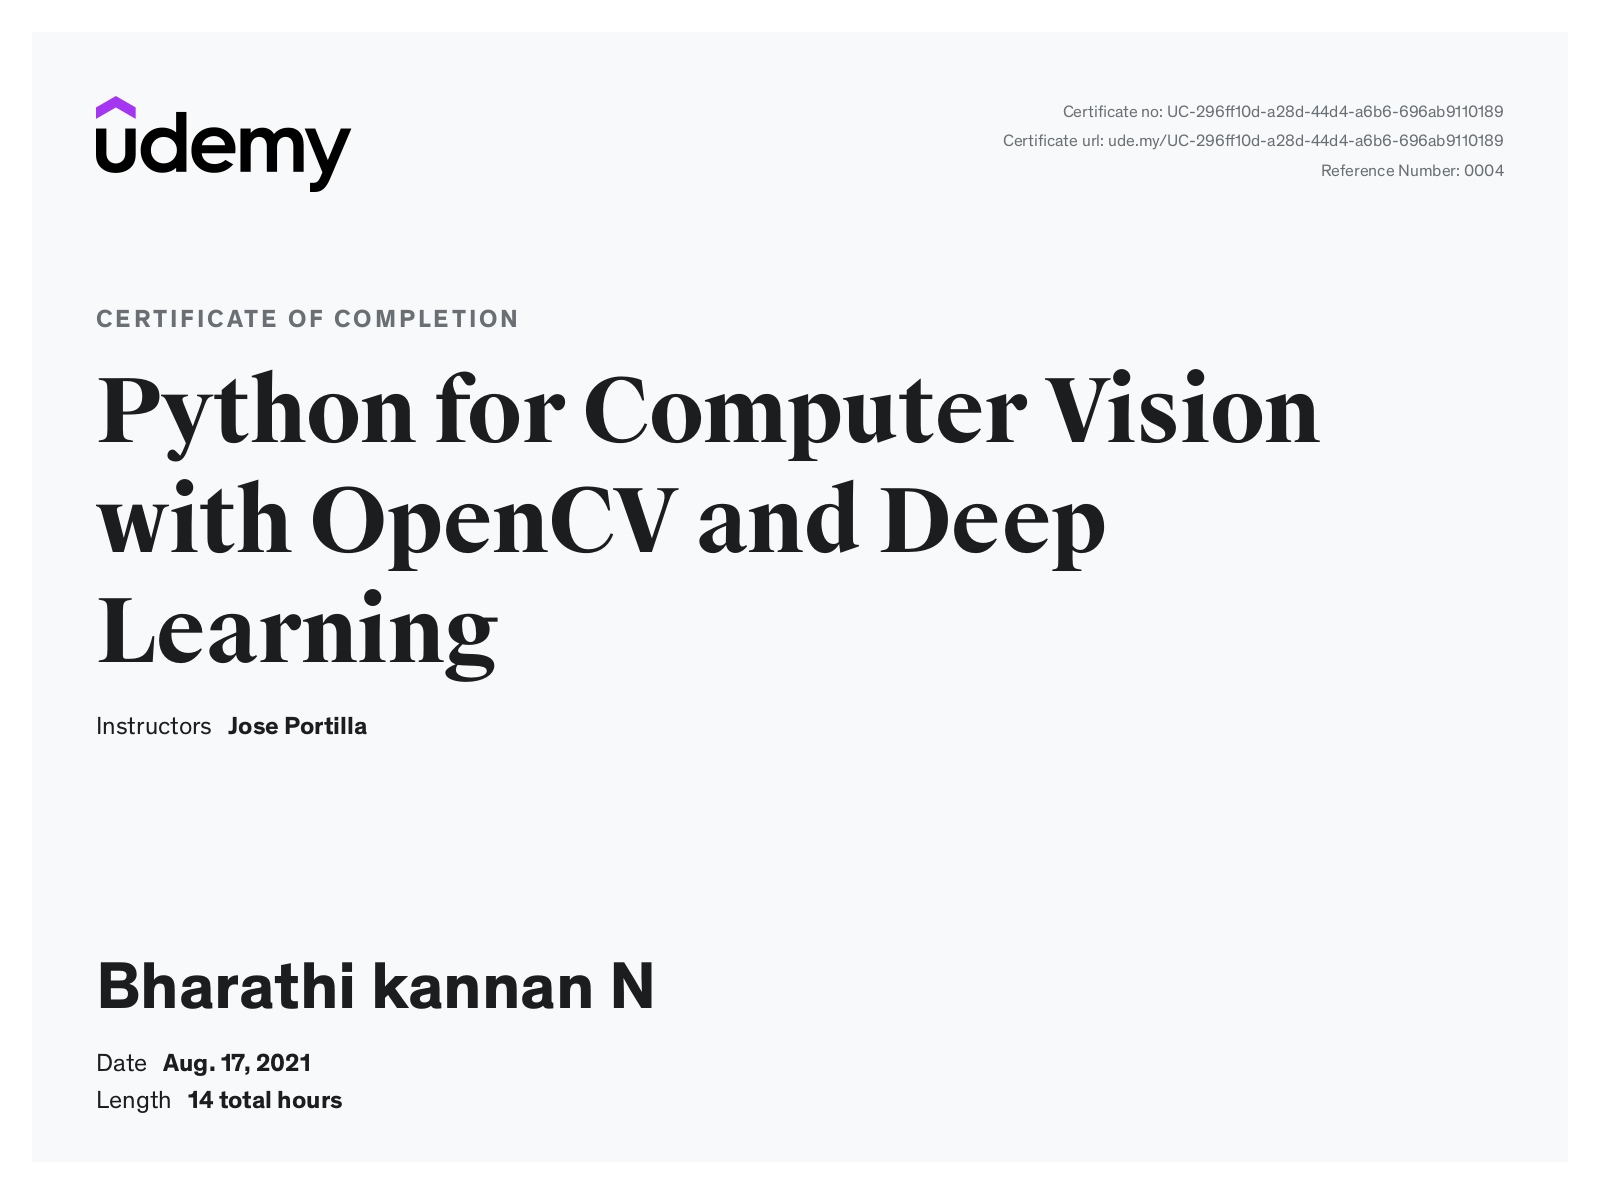 udemy
Certificate no: UC-296ff10d-a28d-44d4-a6b6-696ab9110189
Certificate url: ude.my/UC-296ff10d-a28d-44d4-a6b6-696ab9110189
Reference Number: 0004
CERTIFICATE OF COMPLETION
Python for Computer Vision
with OpenCV and Deep
Learning
Instructors Jose Portilla
Bharathi kannan N
Date Aug. 17, 2021
Length 14 total hours